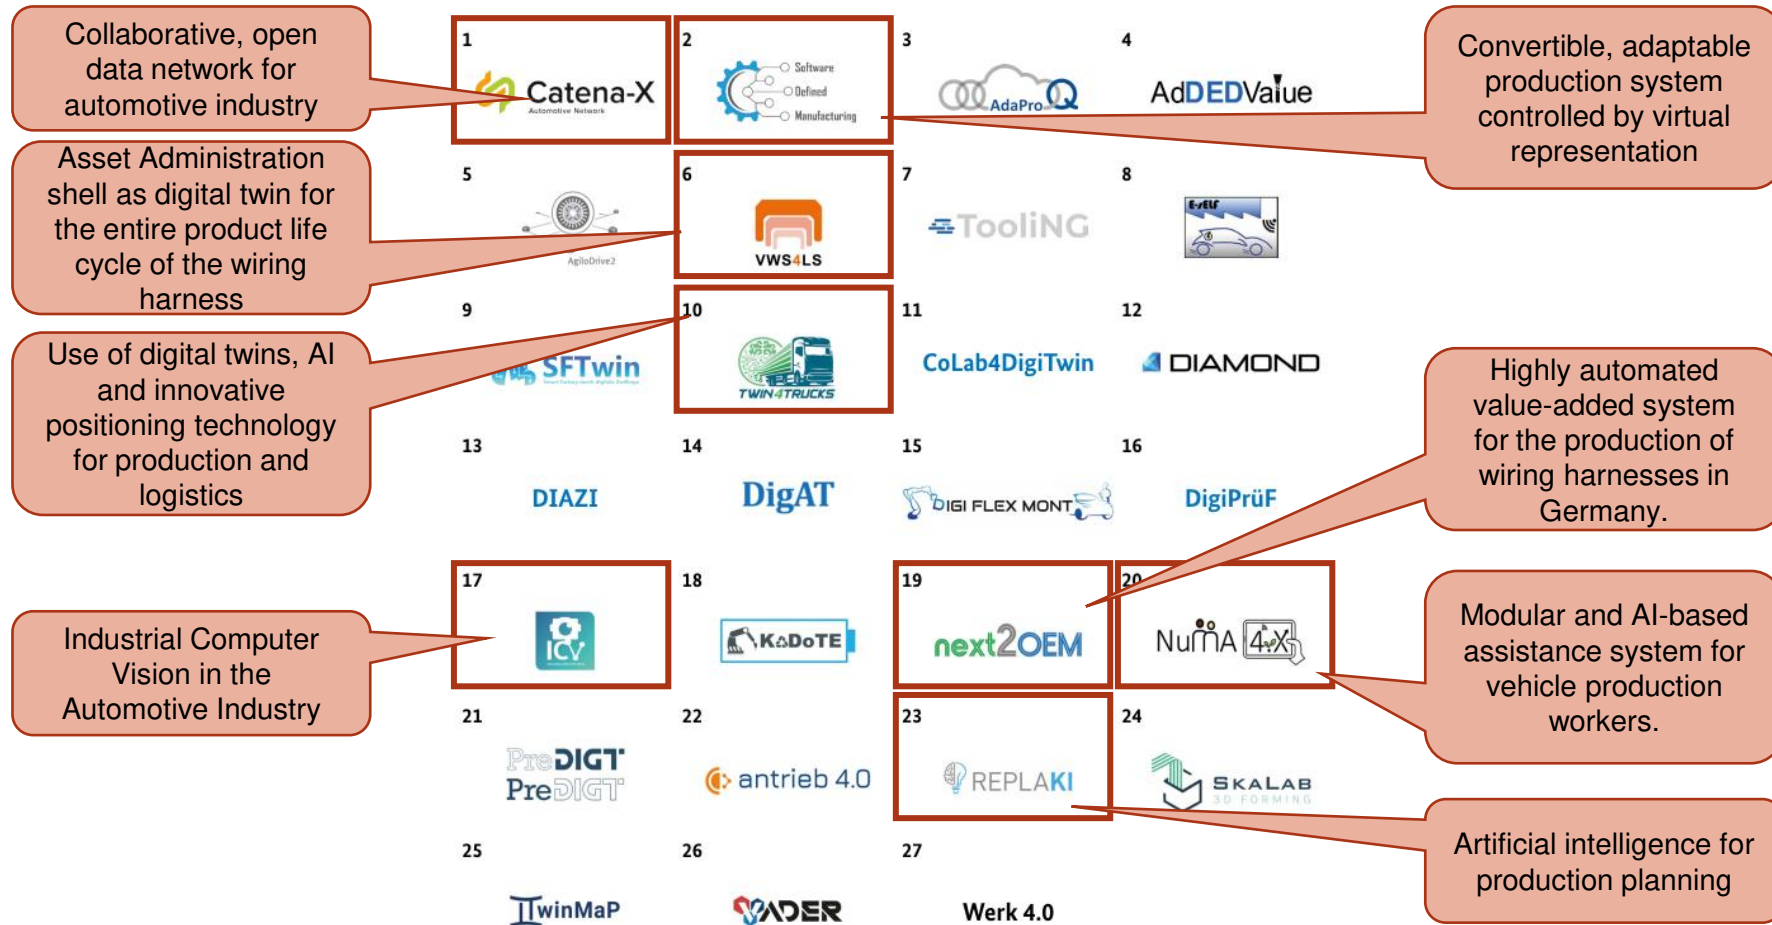 Collaborative, open
data network for
automotive industry
Asset Administration
shell as digital twin for
the entire product life
cycle of the wiring
harness
Use of digital twins, AI
and innovative
positioning technology
for production and
logistics
Industrial Computer
Vision in the
Automotive Industry
1
Catena-X
Automotive Network
2
Software
Defined
Manufacturing
3
AdaProQ
4
AdDEDValue
5
AgiloDrive2
6
VWS4LS
7
TooliNG
8
E-sELF
9
SFTwin
10
TWIN4TRUCKS
11
CoLab4DigiTwin
12
DIAMOND
13
DIAZI
14
DigAT
15
DIGI FLEX MONT
16
DigiPrüF
17
ICV
18
KADoTE
19
next2OEM
20
NuMA 4.X
21
PreDIGT
PreDIGT
22
antrieb 4.0
23
REPLAKI
24
SKALAB
3D FORMING
25
TwinMaP
26
VADER
27
Werk 4.0
Convertible, adaptable
production system
controlled by virtual
representation
Highly automated
value-added system
for the production of
wiring harnesses in
Germany.
Modular and AI-based
assistance system for
vehicle production
workers.
Artificial intelligence for
production planning